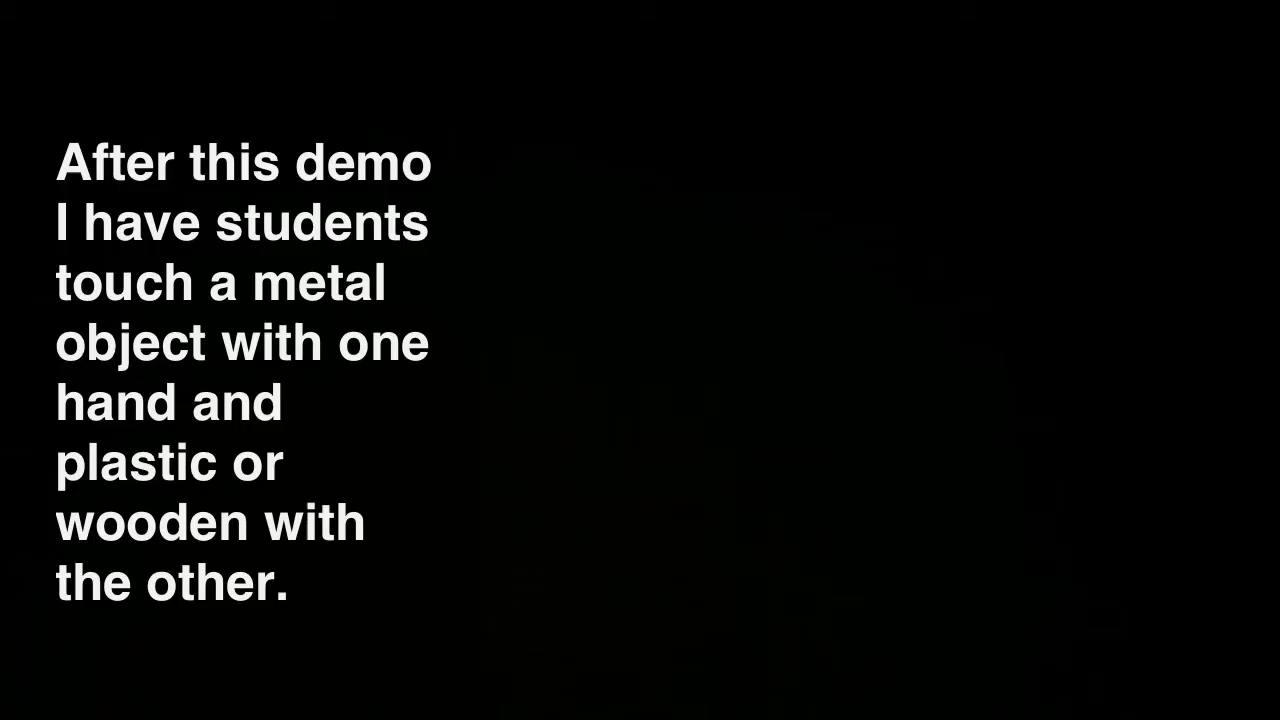 After this demo
I have students
touch a metal
object with one
hand and
plastic or
wooden with
the other.